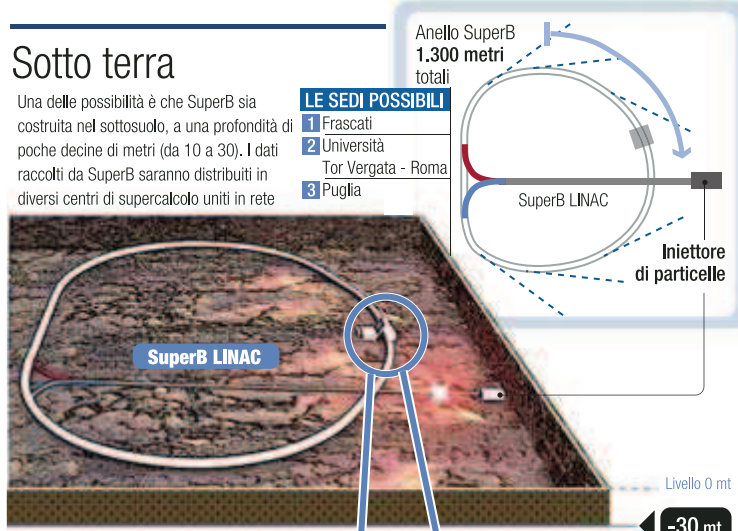 Sotto terra
Una delle possibilità è che SuperB sia
costruita nel sottosuolo, a una profondità di
poche decine di metri (da 10 a 30). I dati
raccolti da SuperB saranno distribuiti in
diversi centri di supercalcolo uniti in rete
LE SEDI POSSIBILI
1 Frascati
2 Università
Tor Vergata - Roma
3 Puglia
Anello SuperB
1.300 metri
totali
SuperB LINAC
Iniettore
di particelle
SuperB LINAC
Livello 0 mt
-30 mt